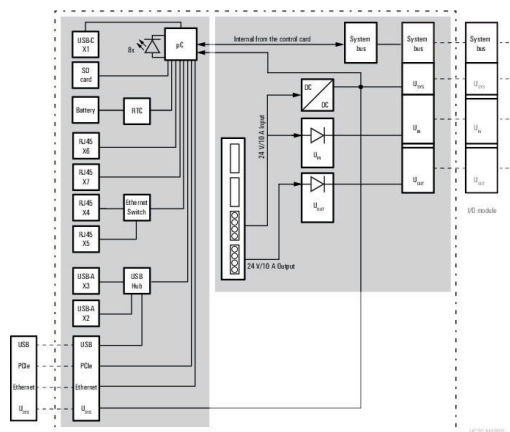 USB-C
X1
8x
µC
Internal from the control card
System
bus
System
bus
System
bus
SD
card
DC
DC
U sys
U sys
Battery
RTC
24 V/10 A Input
U in
U in
U in
RJ45
X6
RJ45
X7
U out
U out
U out
RJ45
X4
Ethernet
Switch
I/O module
RJ45
X5
24 V/10 A Output
USB-A
X3
USB
Hub
USB-A
X2
USB
USB
PCIe
PCIe
Ethernet
Ethernet
U sys
U sys